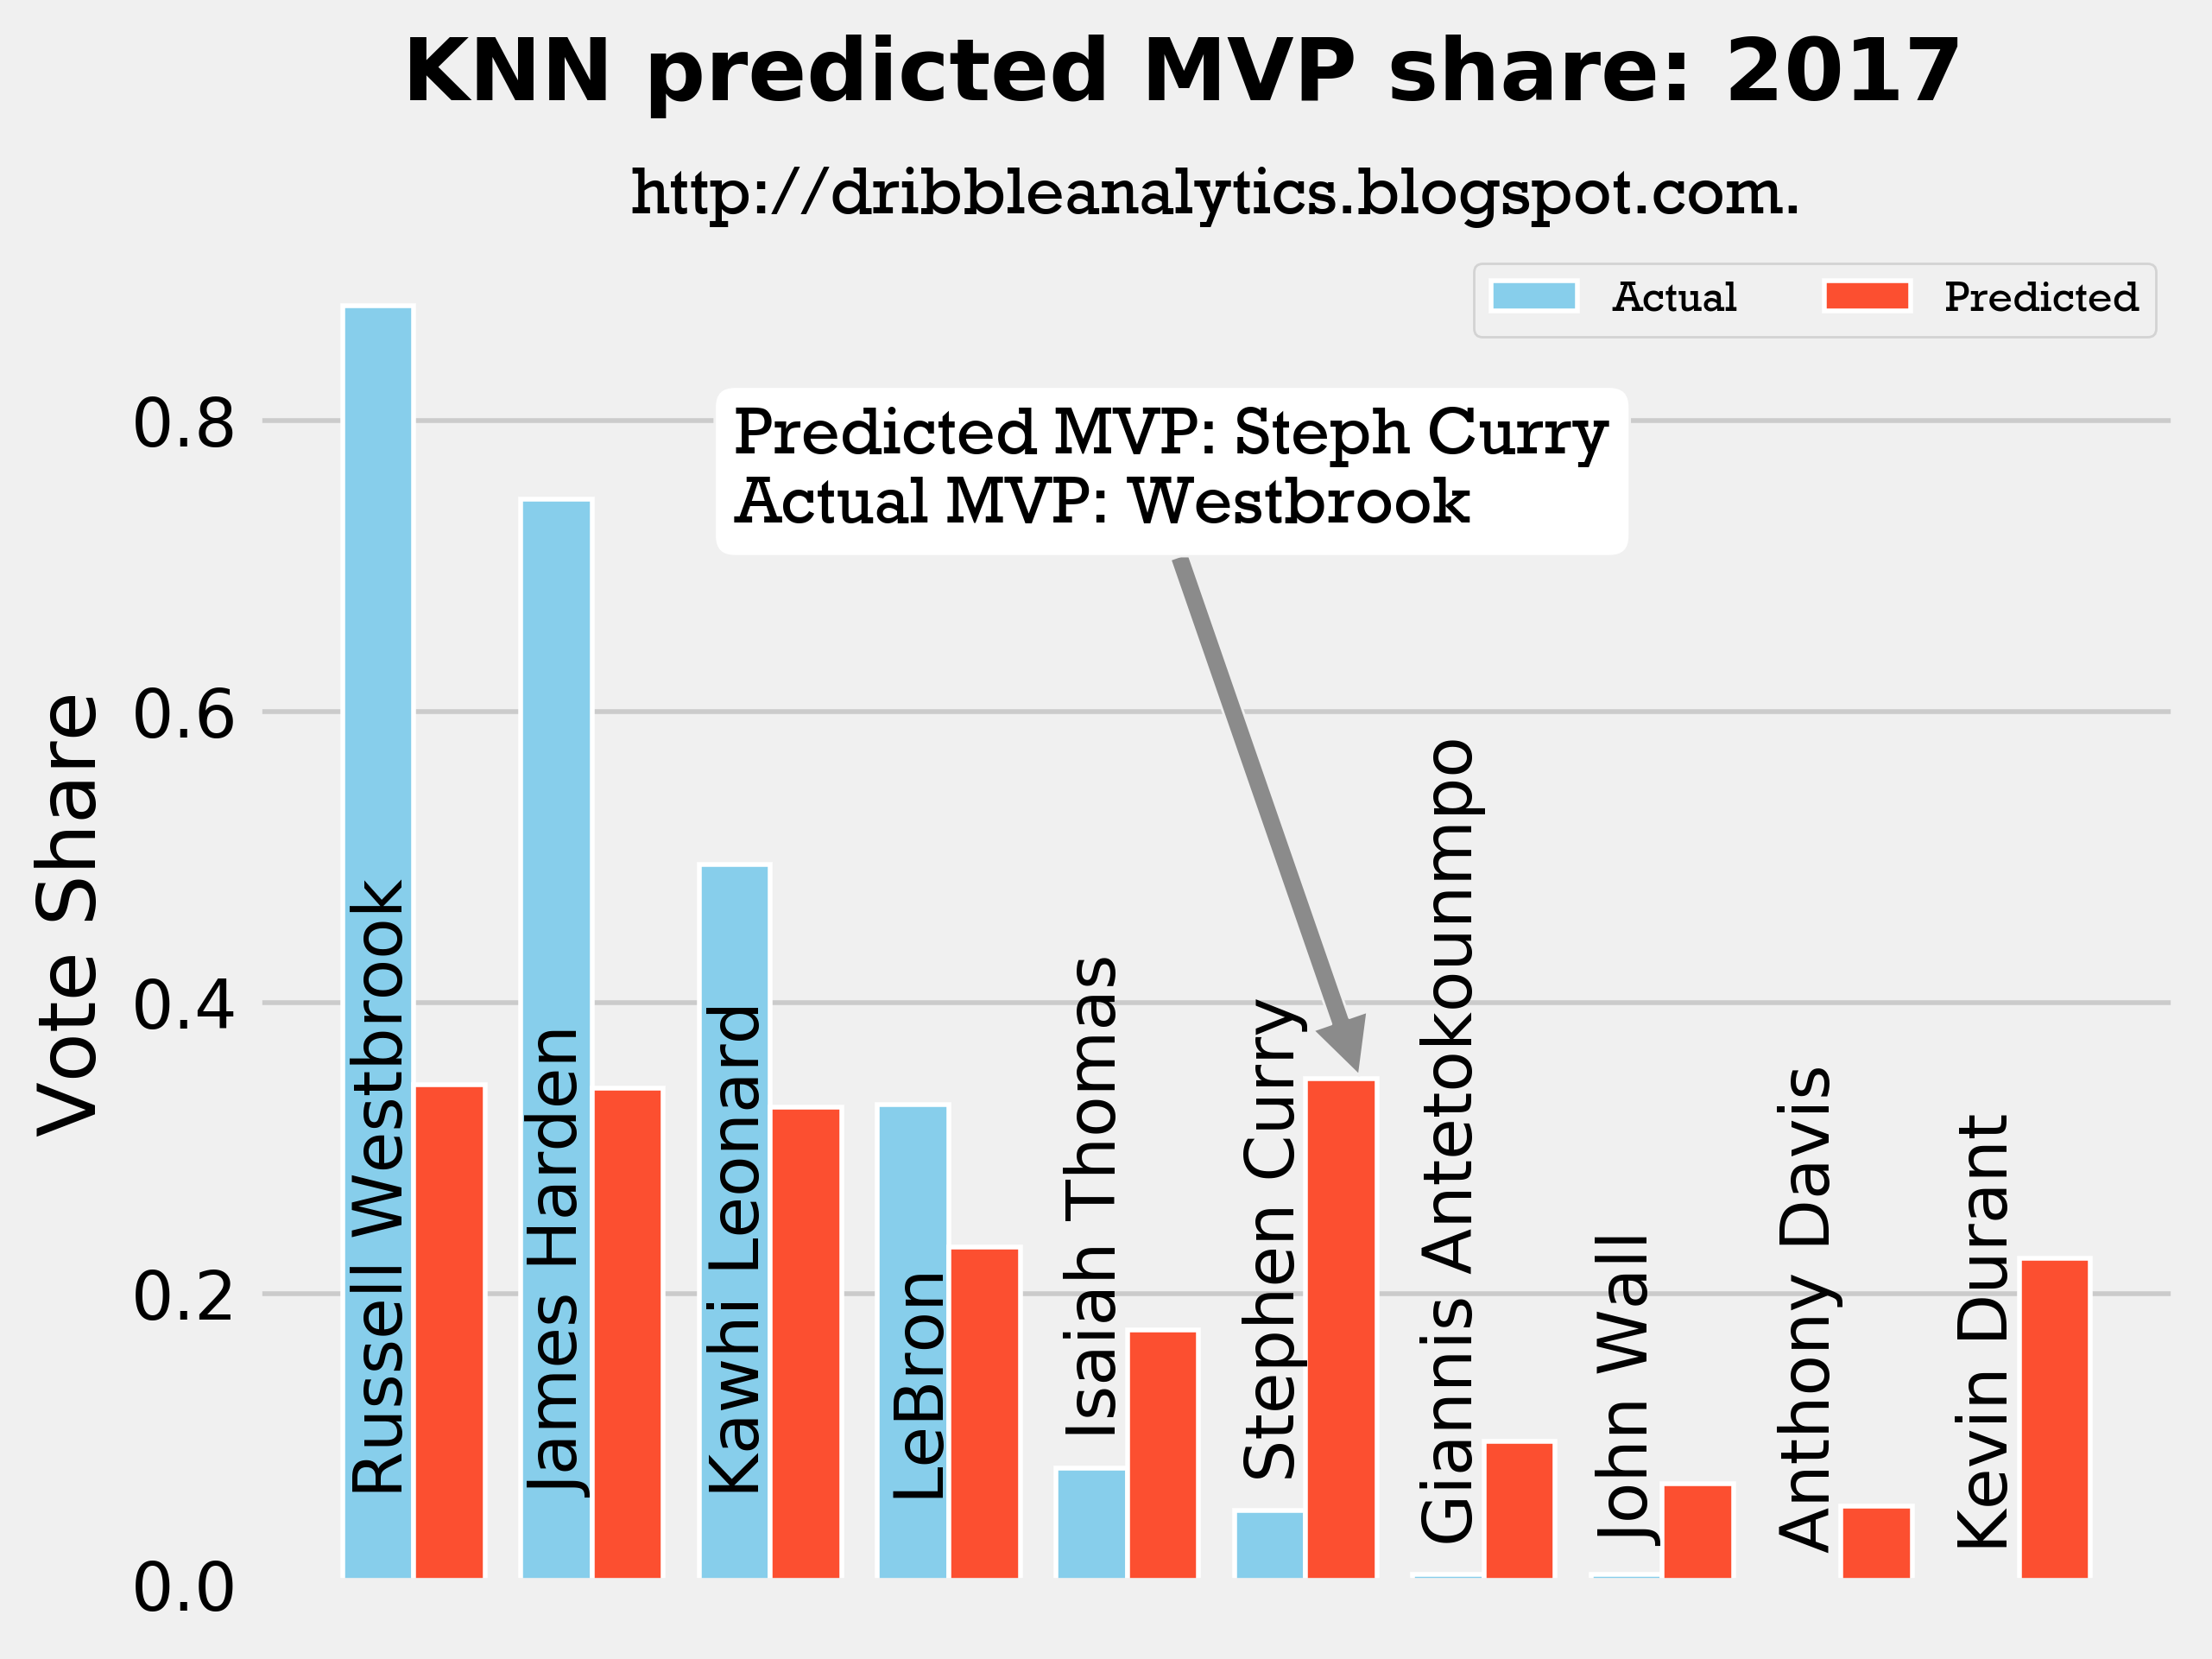 KNN predicted MVP share: 2017
http://dribbleanalytics.blogspot.com.
Actual
Predicted
Predicted MVP: Steph Curry
Actual MVP: Westbrook
Vote Share
0.8
0.6
0.4
0.2
0.0
Russell Westbrook
James Harden
Kawhi Leonard
LeBron
Isaiah Thomas
Stephen Curry
Giannis Antetokounmpo
John Wall
Anthony Davis
Kevin Durant